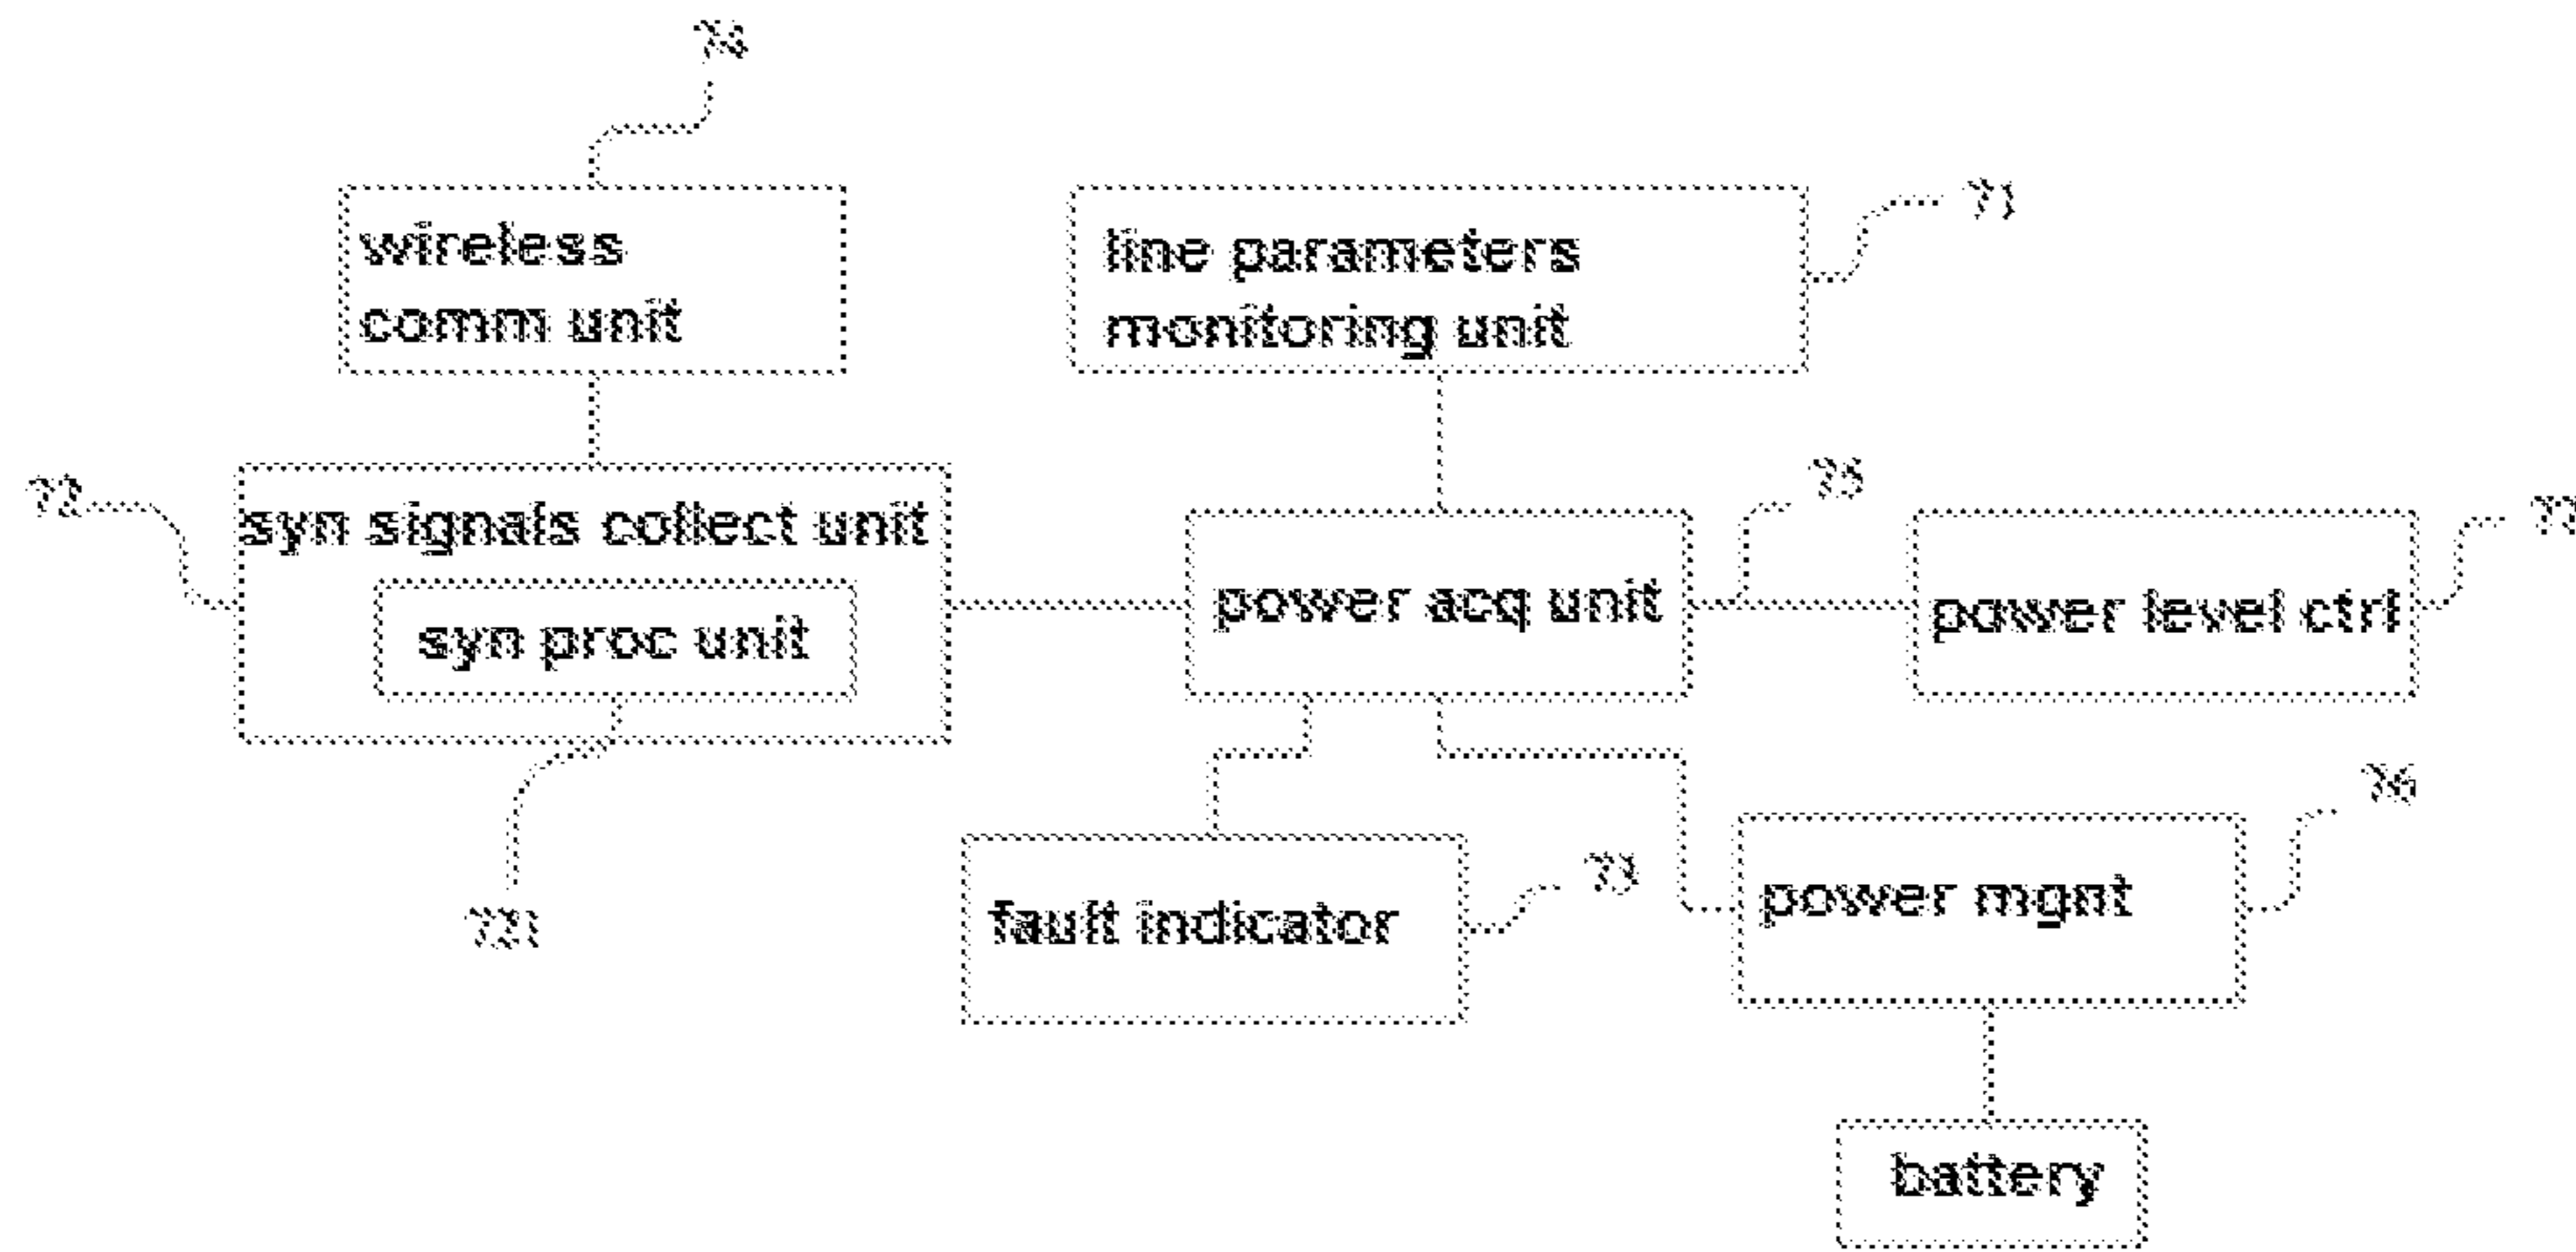 74
wireless
comm unit
line parameters
monitoring unit
71
72
syn signals collect unit
syn proc unit
721
power acq unit
75
power level ctrl
77
fault indicator
73
power mgnt
76
battery